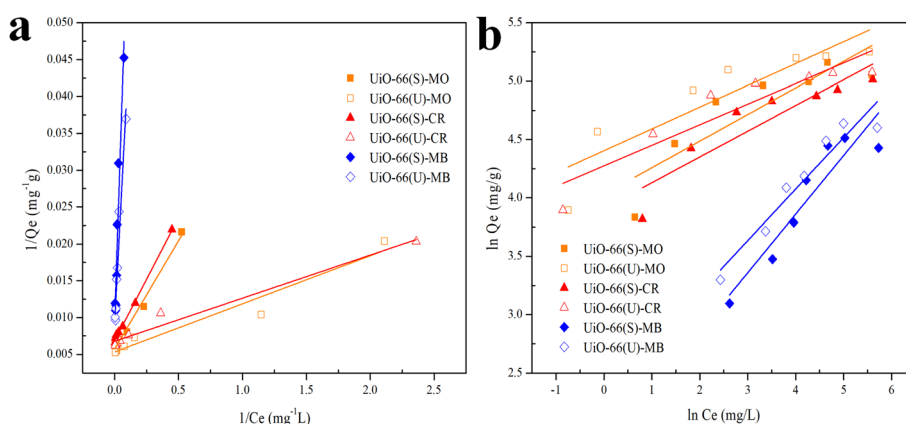 a
0.050
0.045
0.040
0.035
0.030
0.025
0.020
0.015
0.010
0.005
1/Qe (mg⁻¹g)
UiO-66(S)-MO
UiO-66(U)-MO
UiO-66(S)-CR
UiO-66(U)-CR
UiO-66(S)-MB
UiO-66(U)-MB
0.0 0.5 1.0 1.5 2.0 2.5
1/Ce (mg⁻¹L)
b
5.5
5.0
4.5
4.0
3.5
3.0
2.5
ln Qe (mg/g)
UiO-66(S)-MO
UiO-66(U)-MO
UiO-66(S)-CR
UiO-66(U)-CR
UiO-66(S)-MB
UiO-66(U)-MB
-1 0 1 2 3 4 5 6
ln Ce (mg/L)